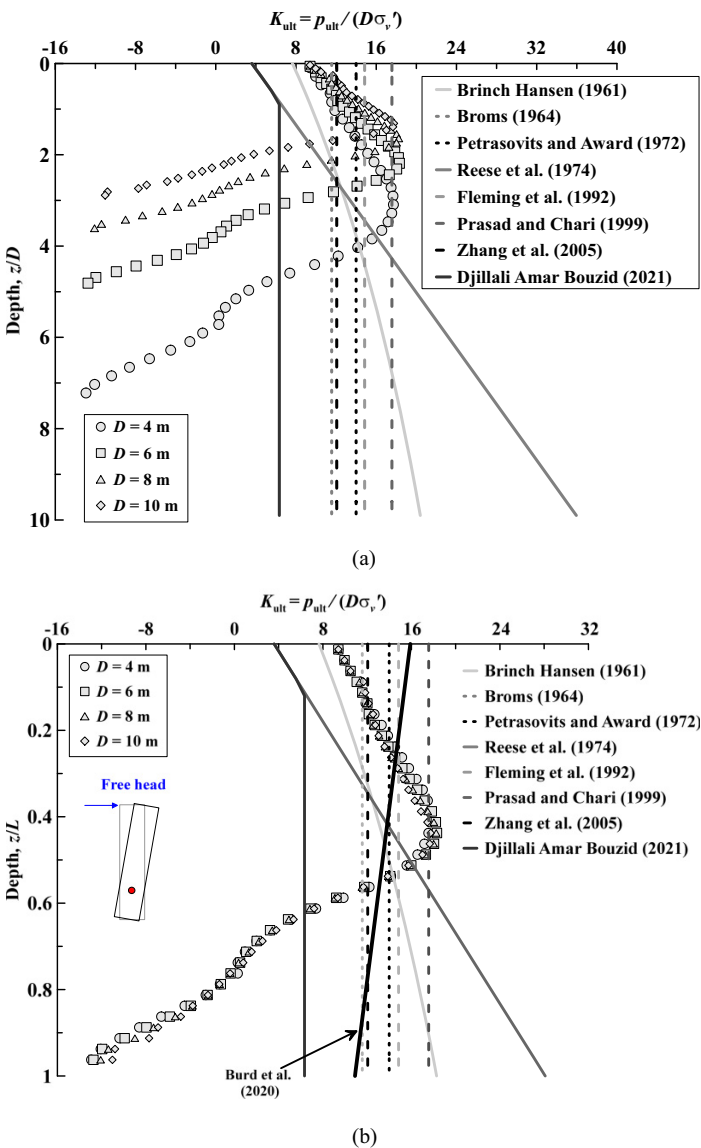 K_ult = p_ult / (Dσ_v′)
-16 -8 0 8 16 24 32 40
0
2
4
6
8
10
Depth, z/D
Brinch Hansen (1961)
Broms (1964)
Petrasovits and Award (1972)
Reese et al. (1974)
Fleming et al. (1992)
Prasad and Chari (1999)
Zhang et al. (2005)
Djillali Amar Bouzid (2021)
D = 4 m
D = 6 m
D = 8 m
D = 10 m
(a)
K_ult = p_ult / (Dσ_v′)
-16 -8 0 8 16 24 32
0
0.2
0.4
0.6
0.8
1
Depth, z/L
D = 4 m
D = 6 m
D = 8 m
D = 10 m
Brinch Hansen (1961)
Broms (1964)
Petrasovits and Award (1972)
Reese et al. (1974)
Fleming et al. (1992)
Prasad and Chari (1999)
Zhang et al. (2005)
Djillali Amar Bouzid (2021)
Free head
Burd et al.
(2020)
(b)